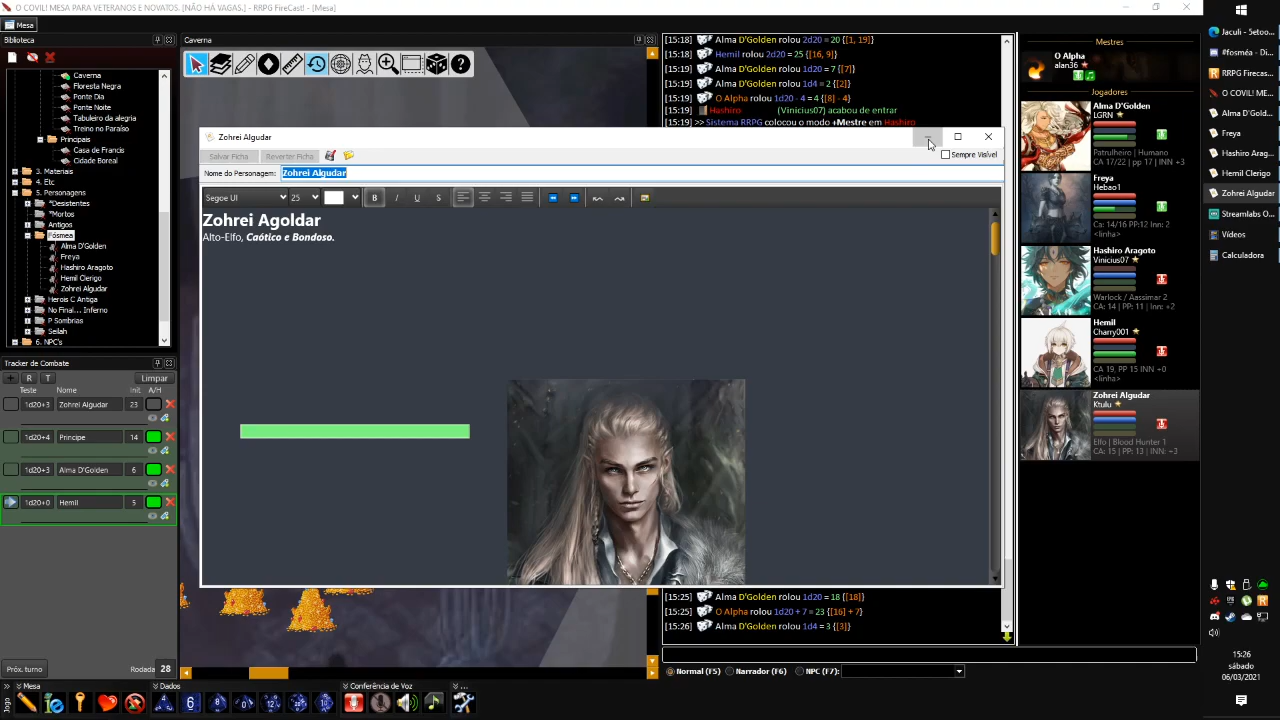 O COVIL! MESA PARA VETERANOS E NOVATOS. [NÃO HÁ VAGAS.] - RRPG FireCast! - [Mesa]
Mesa
Biblioteca
Caverna
Floresta Negra
Ponte Dia
Ponte Noite
Tabuleiro da alegria
Treino no Paraíso
Principais
Casa de Francis
Cidade Boreal
3. Materais
4. Etc
5. Personagens
*Desistentes
*Mortos
Antigos
Fosmea
Alma D'Golden
Freya
Hashiro Aragoto
Hemil Clerigo
Zohrei Algudar
Herois C Antiga
No Final... Inferno
P Sombrias
Seilah
6. NPC's
Tracker de Combate
R
T
Limpar
Teste Nome Init. A/H
1d20+3 Zohrei Algudar 23
1d20+4 Principe 14
1d20+3 Alma D'Golden 6
1d20+0 Hemil 5
Próx. turno
Rodada 28
Caverna
[15:18] Alma D'Golden rolou 2d20 = 20 {[1, 19]}
[15:18] Hemil rolou 2d20 = 25 {[16, 9]}
[15:19] Alma D'Golden rolou 1d20 = 7 {[7]}
[15:19] Alma D'Golden rolou 1d4 = 2 {[2]}
[15:19] O Alpha rolou 1d20 - 4 = 4 {[8] - 4}
[15:19] Hashiro (Vinicius07) acabou de entrar
[15:19] >> Sistema RRPG colocou o modo +Mestre em Hashiro
Zohrei Algudar
Salvar Ficha
Reverter Ficha
Sempre Visível
Nome do Personagem: Zohrei Algudar
Segoe UI 25 B I U S
Zohrei Agoldar
Alto-Elfo, Caótico e Bondoso.
[15:25] Alma D'Golden rolou 1d20 = 18 {[18]}
[15:25] O Alpha rolou 1d20 + 7 = 23 {[16] + 7}
[15:26] Alma D'Golden rolou 1d4 = 3 {[3]}
Normal (F5) Narrador (F6) NPC (F7):
Jogo
Mesa
Dados
Conferência de Voz
...
Mestres
O Alpha
alan36
Jogadores
Alma D'Golden
LGRN
Patrulheiro | Humano
CA 17/22 | pp 17 | INN +3
Freya
Hebao1
Ca: 14/16 PP:12 Inn: 2
<linha>
Hashiro Aragoto
Vinicius07
Warlock / Aasimar 2
CA: 14 | PP: 11 | Inn: +2
Hemil
Charry001
CA 19, PP 15 INN +0
<linha>
Zohrei Algudar
Ktulu
Elfo | Blood Hunter 1
CA: 15 | PP: 13 | INN: +3
Jaculi - Setoo...
#fosméa - Disc...
RRPG Firecas...
O COVIL! ME...
Alma D'Gold...
Freya
Hashiro Arag...
Hemil Clerigo
Zohrei Algudar
Streamlabs O...
Vídeos
Calculadora
15:26
sábado
06/03/2021